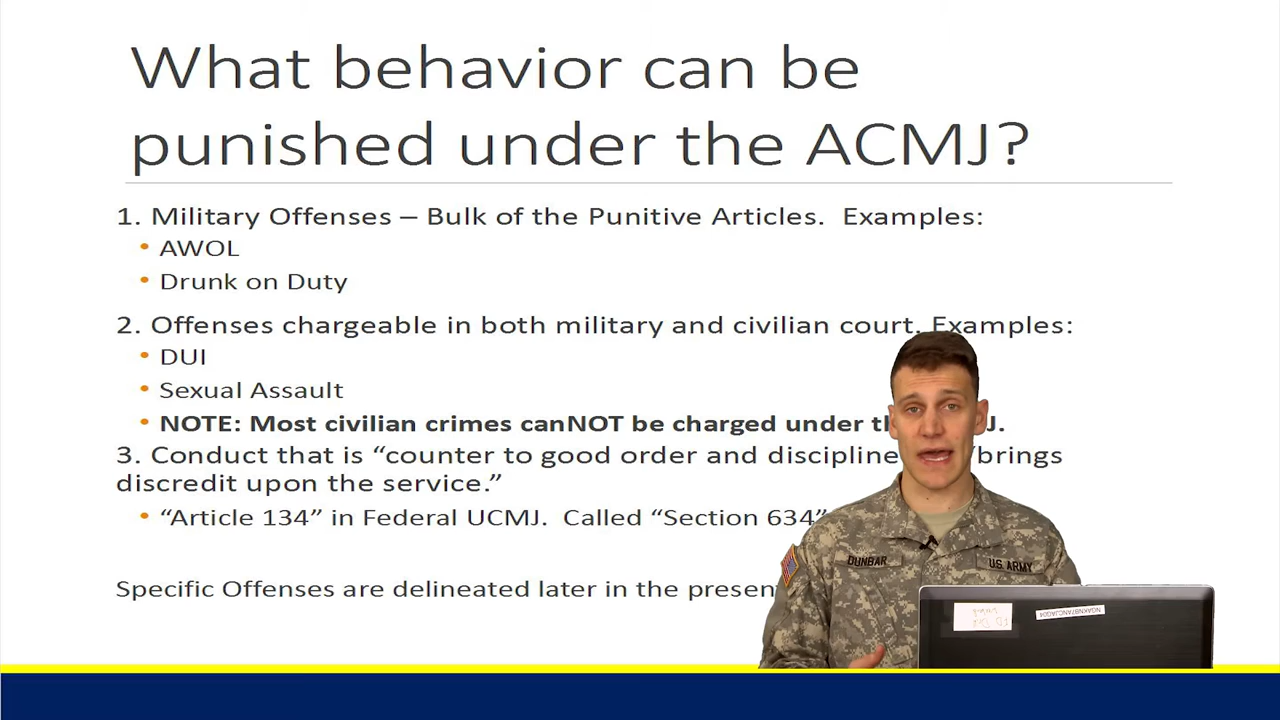 What behavior can be
punished under the ACMJ?
1. Military Offenses – Bulk of the Punitive Articles.  Examples:
• AWOL
• Drunk on Duty
2. Offenses chargeable in both military and civilian court. Examples:
• DUI
• Sexual Assault
• NOTE: Most civilian crimes canNOT be charged under
3. Conduct that is “counter to good order and discipline “brings
discredit upon the service.”
• “Article 134” in Federal UCMJ.  Called “Section 634”
Specific Offenses are delineated later in the
DUNBAR
U.S. ARMY